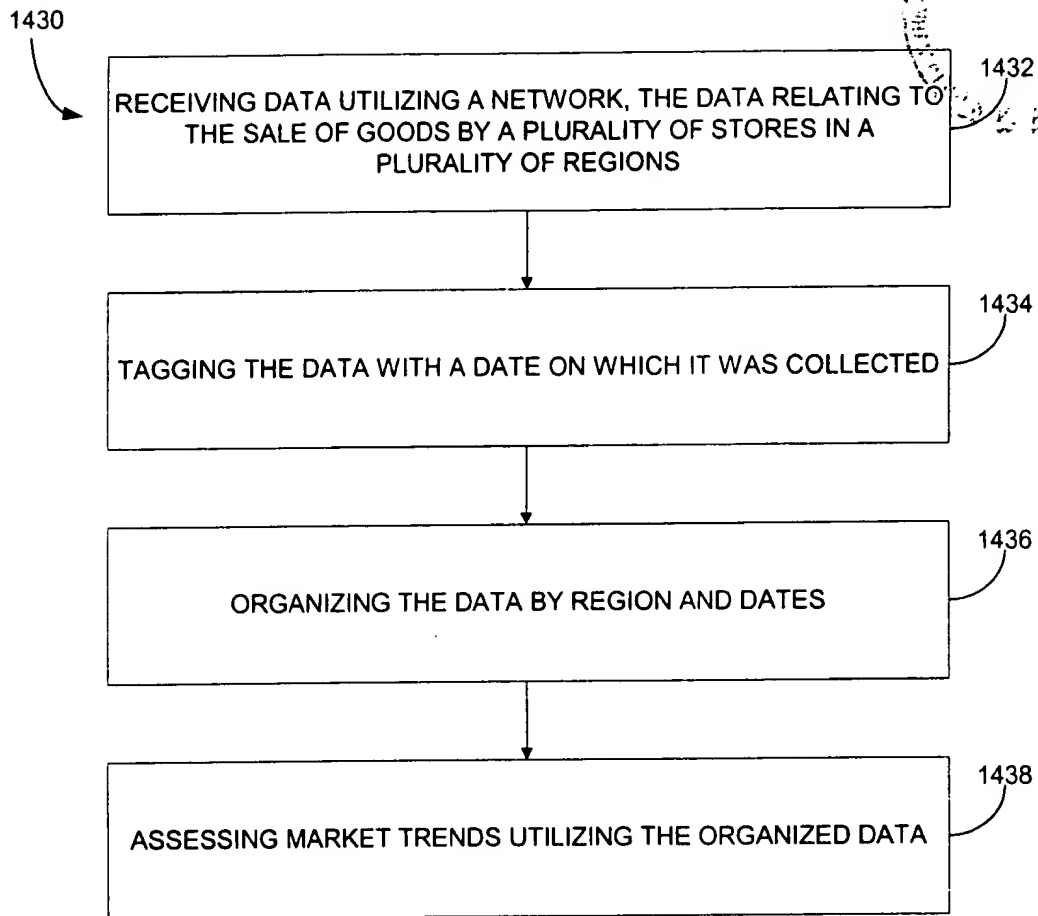 1430
1432
RECEIVING DATA UTILIZING A NETWORK, THE DATA RELATING TO
THE SALE OF GOODS BY A PLURALITY OF STORES IN A
PLURALITY OF REGIONS
1434
TAGGING THE DATA WITH A DATE ON WHICH IT WAS COLLECTED
1436
ORGANIZING THE DATA BY REGION AND DATES
1438
ASSESSING MARKET TRENDS UTILIZING THE ORGANIZED DATA